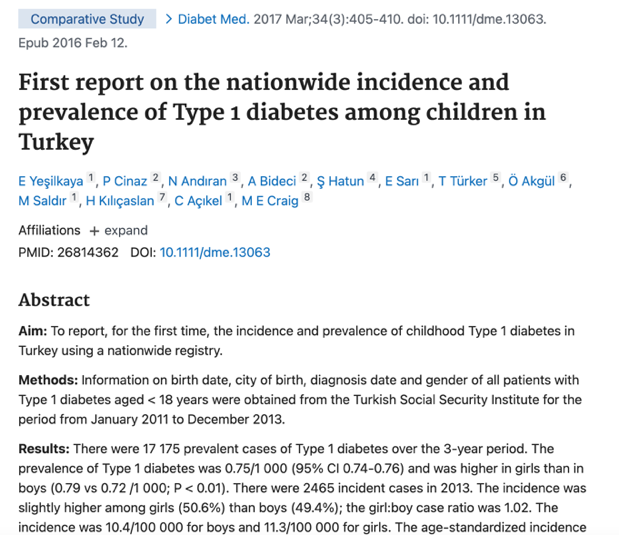 Comparative Study > Diabet Med. 2017 Mar;34(3):405-410. doi: 10.1111/dme.13063.
Epub 2016 Feb 12.
First report on the nationwide incidence and
prevalence of Type 1 diabetes among children in
Turkey
E Yeşilkaya 1, P Cinaz 2, N Andıran 3, A Bideci 2, Ş Hatun 4, E Sarı 1, T Türker 5, Ö Akgül 6,
M Saldır 1, H Kılıçaslan 7, C Açıkel 1, M E Craig 8
Affiliations + expand
PMID: 26814362 DOI: 10.1111/dme.13063
Abstract
Aim: To report, for the first time, the incidence and prevalence of childhood Type 1 diabetes in
Turkey using a nationwide registry.
Methods: Information on birth date, city of birth, diagnosis date and gender of all patients with
Type 1 diabetes aged < 18 years were obtained from the Turkish Social Security Institute for the
period from January 2011 to December 2013.
Results: There were 17 175 prevalent cases of Type 1 diabetes over the 3-year period. The
prevalence of Type 1 diabetes was 0.75/1 000 (95% CI 0.74-0.76) and was higher in girls than in
boys (0.79 vs 0.72 /1 000; P < 0.01). There were 2465 incident cases in 2013. The incidence was
slightly higher among girls (50.6%) than boys (49.4%); the girl:boy case ratio was 1.02. The
incidence was 10.4/100 000 for boys and 11.3/100 000 for girls. The age-standardized incidence